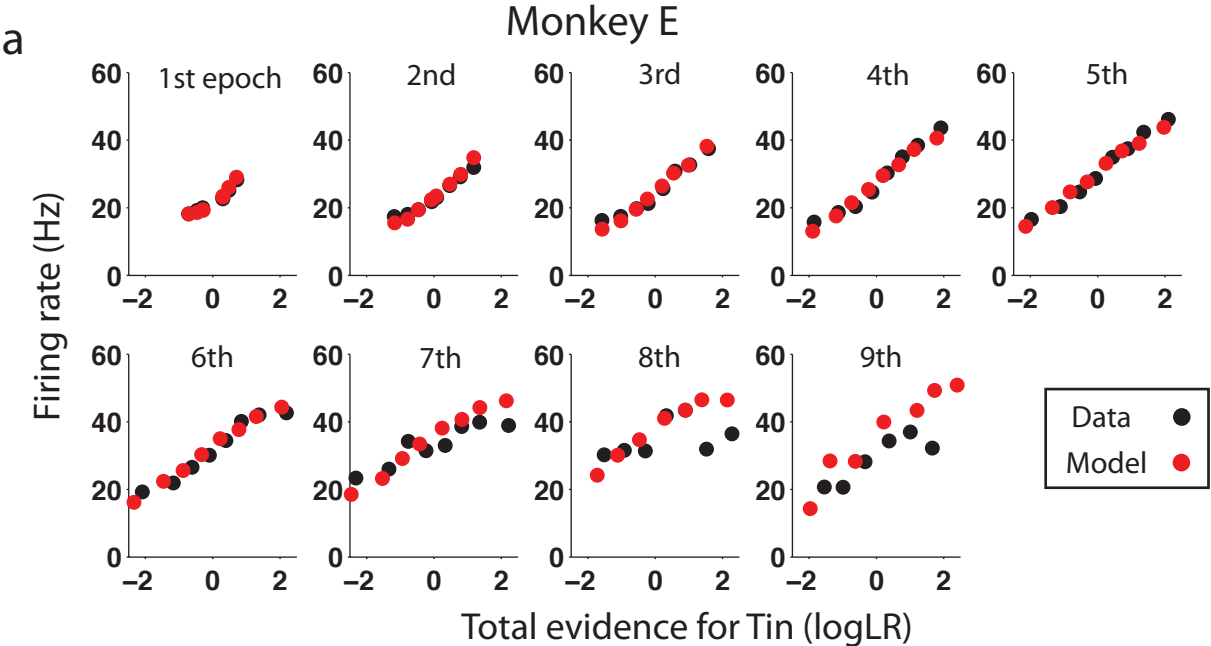 Monkey E
a
1st epoch
2nd
3rd
4th
5th
60 60 60 60 60
40 40 40 40 40
20 20 20 20 20
0 0 0 0 0
−2 0 2 −2 0 2 −2 0 2 −2 0 2 −2 0 2
Firing rate (Hz)
6th
7th
8th
9th
60 60 60 60
40 40 40 40
20 20 20 20
0 0 0 0
−2 0 2 −2 0 2 −2 0 2 −2 0 2
Data
Model
Total evidence for Tin (logLR)